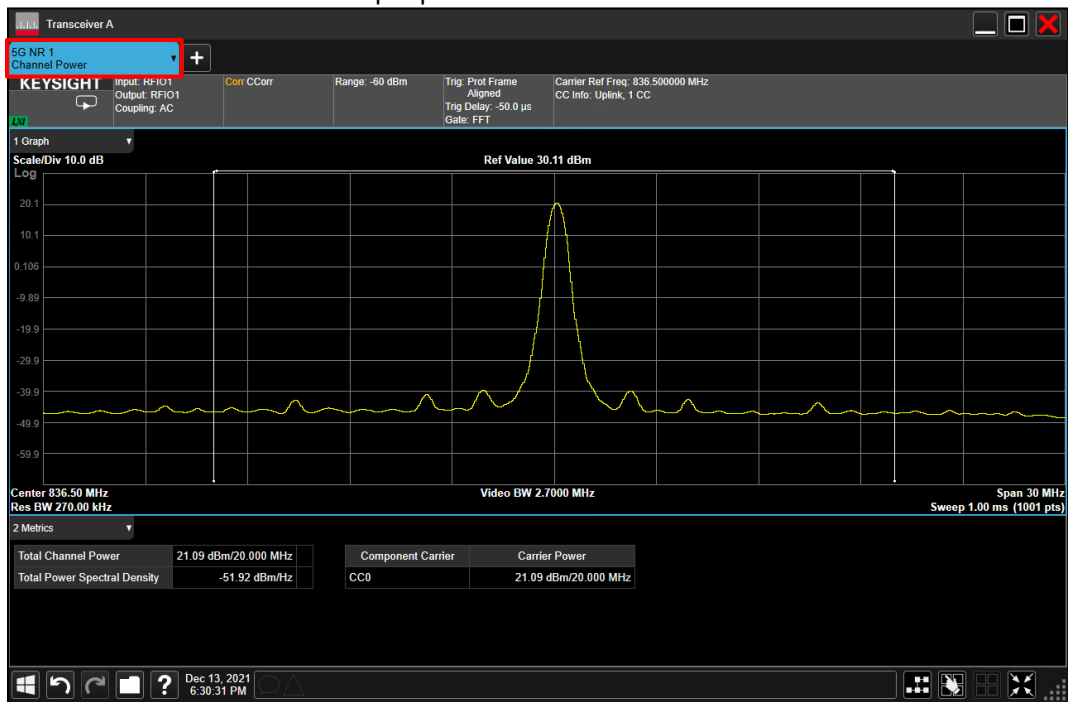 Transceiver A
5G NR 1
Channel Power
+
KEYSIGHT
LXI
Input: RFIO1
Output: RFIO1
Coupling: AC
Corr CCorr
Range: -60 dBm
Trig: Prot Frame
Aligned
Trig Delay: -50.0 µs
Gate: FFT
Carrier Ref Freq: 836.500000 MHz
CC Info: Uplink, 1 CC
1 Graph
Scale/Div 10.0 dB
Ref Value 30.11 dBm
Log
20.1
10.1
0.106
-9.89
-19.9
-29.9
-39.9
-49.9
-59.9
Center 836.50 MHz
Video BW 2.7000 MHz
Span 30 MHz
Res BW 270.00 kHz
Sweep 1.00 ms (1001 pts)
2 Metrics
Total Channel Power 21.09 dBm/20.000 MHz
Total Power Spectral Density -51.92 dBm/Hz
Component Carrier Carrier Power
CC0 21.09 dBm/20.000 MHz
?
Dec 13, 2021
6:30:31 PM